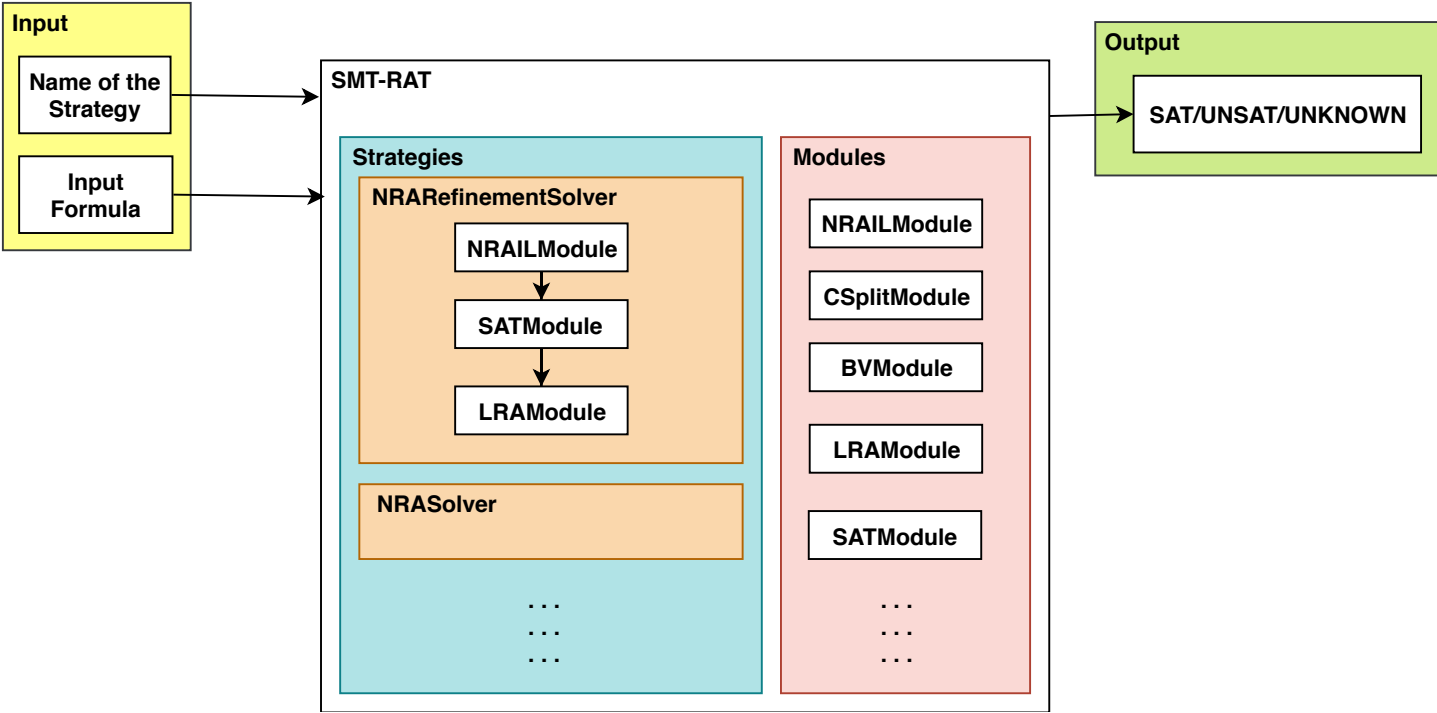 Input
Name of the
Strategy
Input
Formula
SMT-RAT
Strategies
NRARefinementSolver
NRAILModule
SATModule
LRAModule
NRASolver
. . .
. . .
. . .
Modules
NRAILModule
CSplitModule
BVModule
LRAModule
SATModule
. . .
. . .
. . .
Output
SAT/UNSAT/UNKNOWN